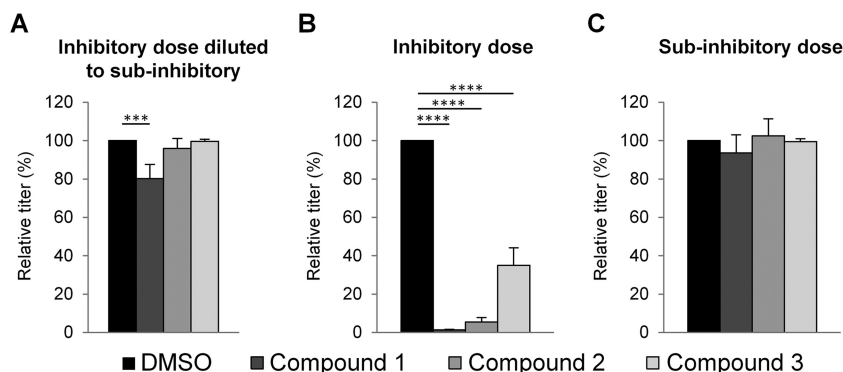 A
Inhibitory dose diluted
to sub-inhibitory
Relative titer (%)
120
100
80
60
40
20
0
***
B
Inhibitory dose
Relative titer (%)
120
100
80
60
40
20
0
****
****
****
C
Sub-inhibitory dose
Relative titer (%)
120
100
80
60
40
20
0
DMSO Compound 1 Compound 2 Compound 3